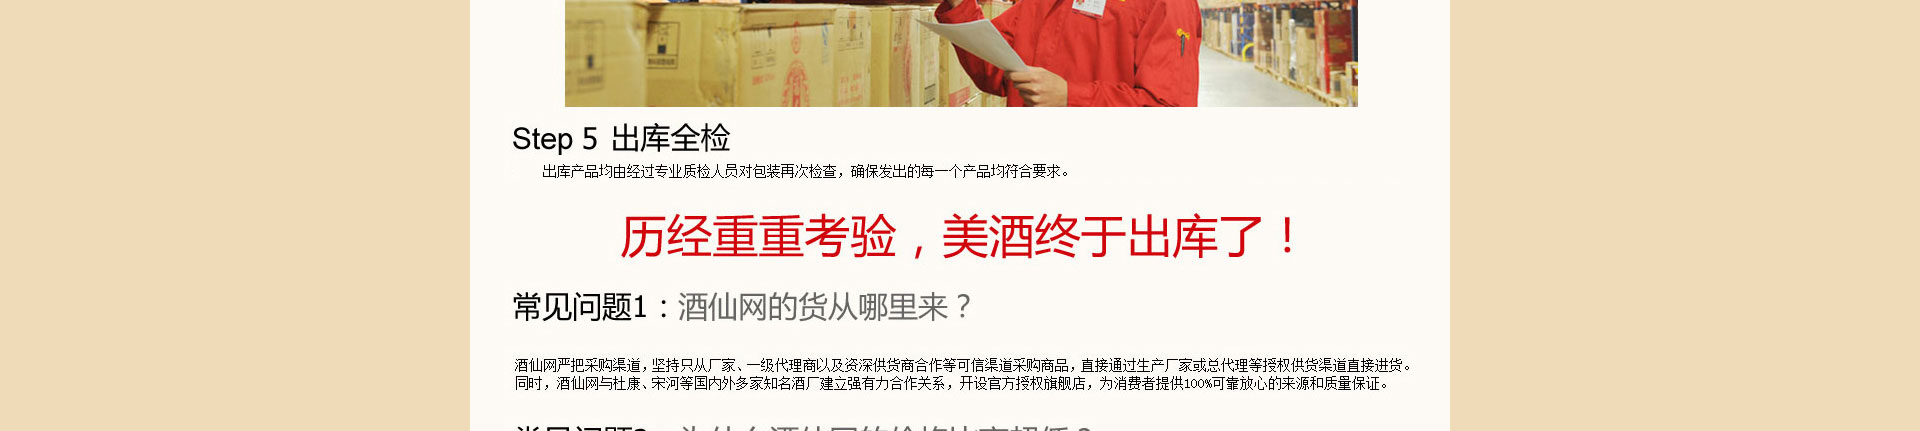 Step 5 出库全检
出库产品均由经过专业质检人员对包装再次检查，确保发出的每一个产品均符合要求。
历经重重考验，美酒终于出库了！
常见问题1：酒仙网的货从哪里来？
酒仙网严把采购渠道，坚持只从厂家、一级代理商以及资深供货商合作等可信渠道采购商品，直接通过生产厂家或总代理等授权供货渠道直接进货。
同时，酒仙网与杜康、宋河等国内外多家知名酒厂建立强有力合作关系，开设官方授权旗舰店，为消费者提供100%可靠放心的来源和质量保证。